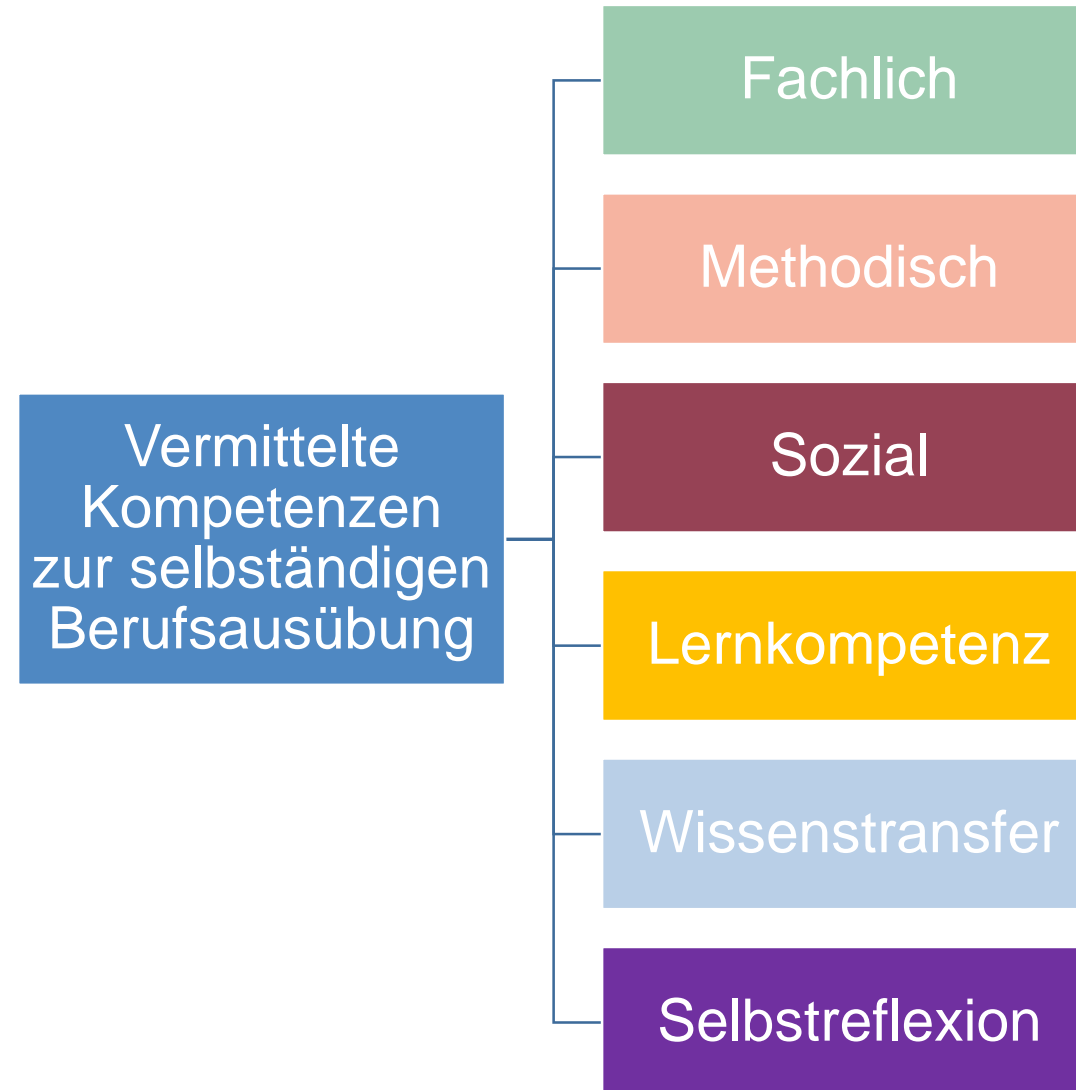 Vermittelte
Kompetenzen
zur selbständigen
Berufsausübung
Fachlich
Methodisch
Sozial
Lernkompetenz
Wissenstransfer
Selbstreflexion